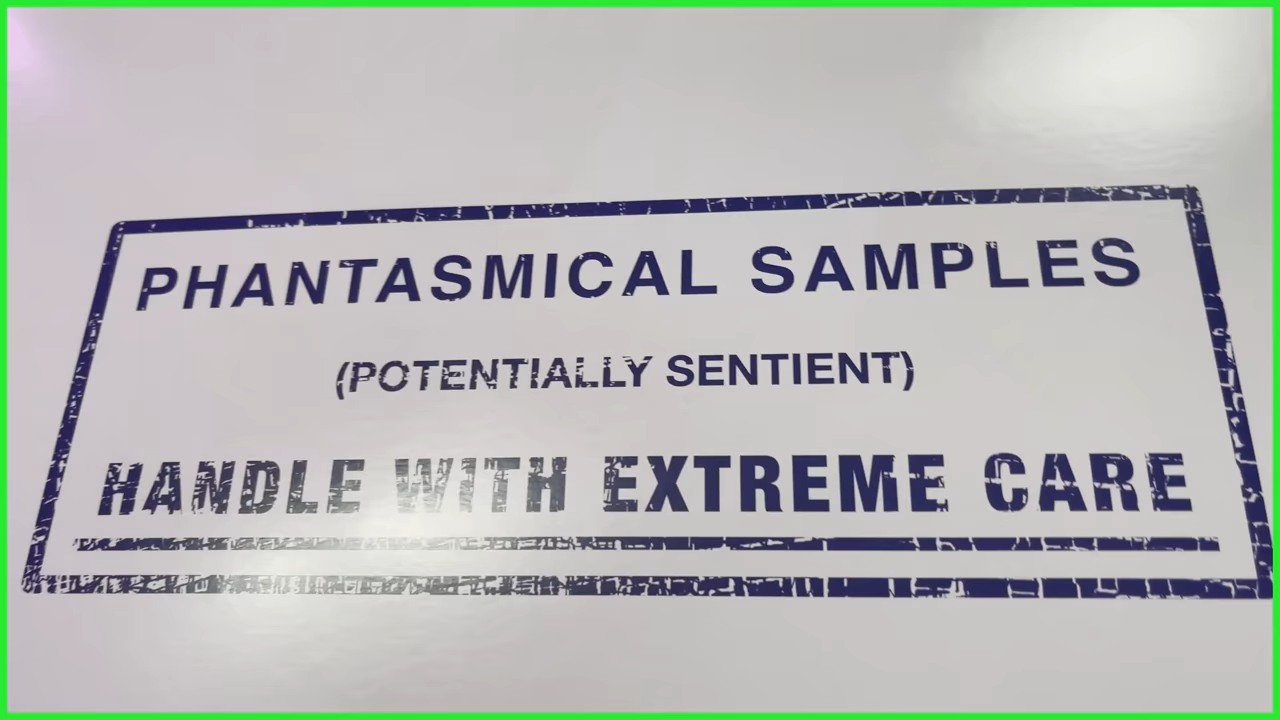 PHANTASMICAL SAMPLES
(POTENTIALLY SENTIENT)
HANDLE WITH EXTREME CARE